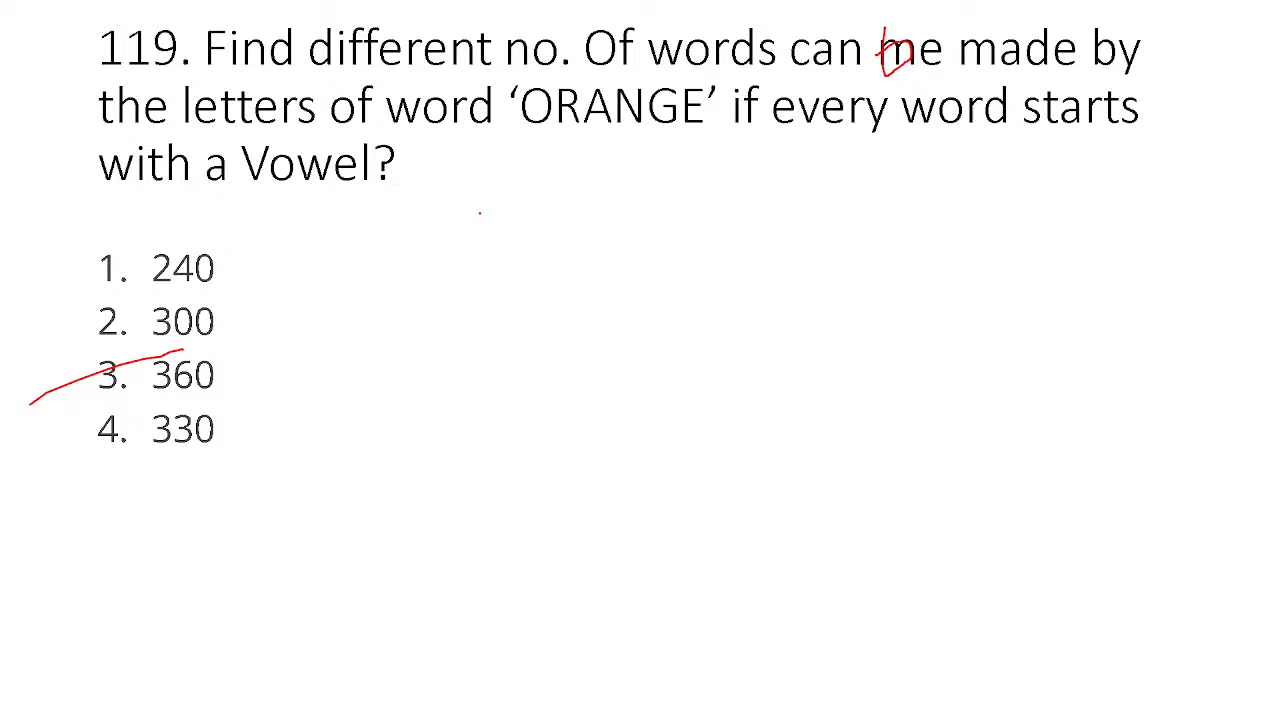 119. Find different no. Of words can me made by
the letters of word ‘ORANGE’ if every word starts
with a Vowel?
1. 240
2. 300
3. 360
4. 330